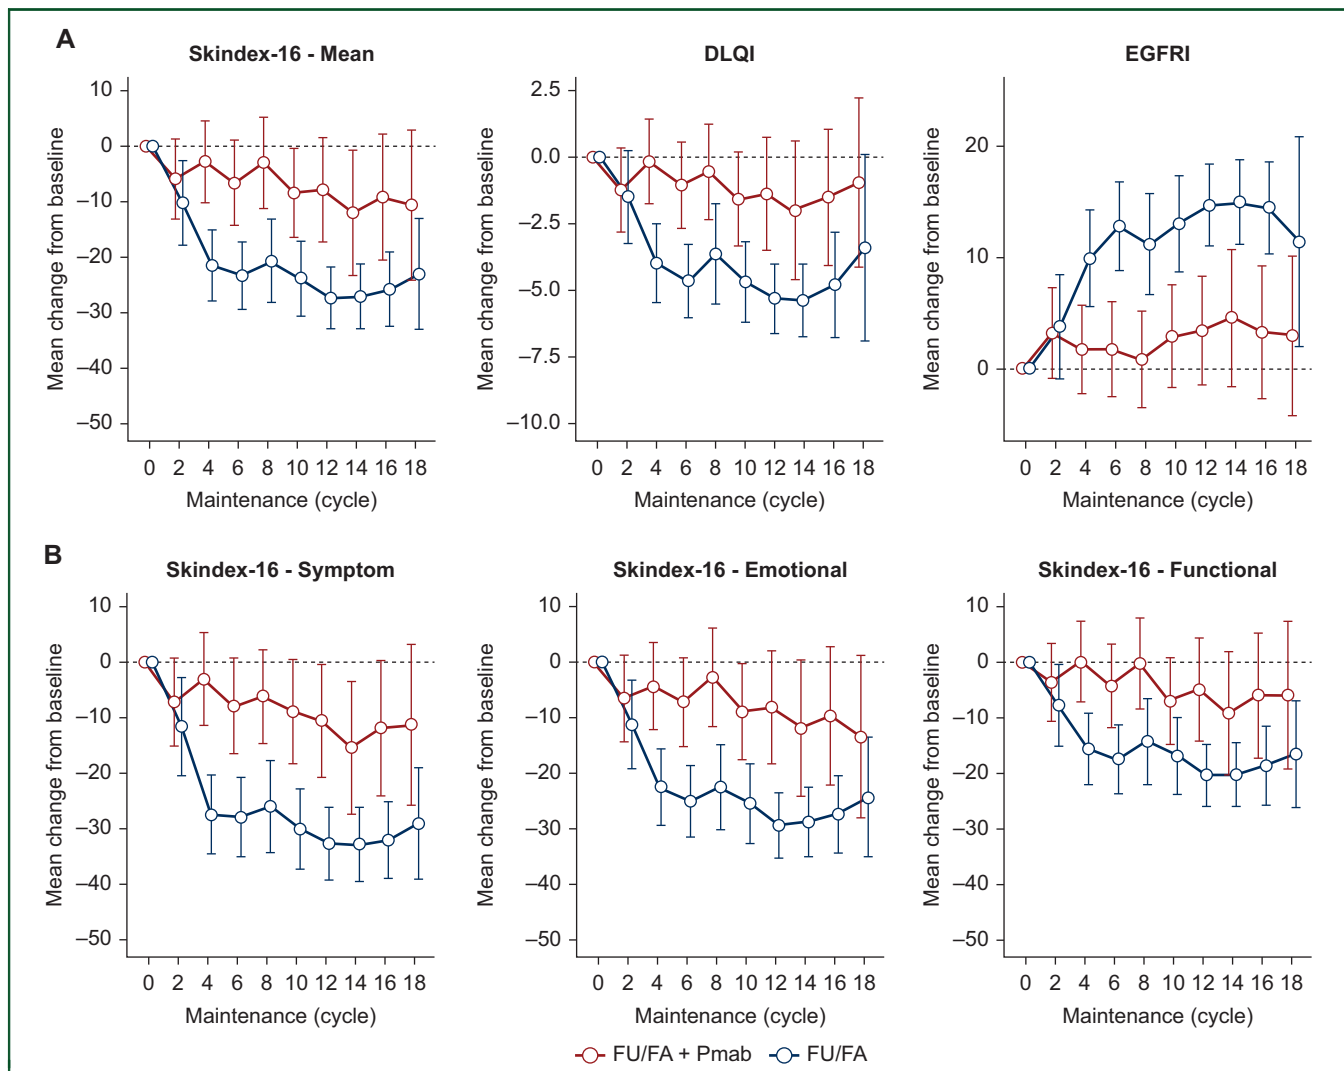 A
Skindex-16 - Mean
DLQI
EGFRI
Mean change from baseline
10
0
–10
–20
–30
–40
–50
0 2 4 6 8 10 12 14 16 18
Maintenance (cycle)
Mean change from baseline
2.5
0.0
–2.5
–5.0
–7.5
–10.0
0 2 4 6 8 10 12 14 16 18
Maintenance (cycle)
Mean change from baseline
20
10
0
0 2 4 6 8 10 12 14 16 18
Maintenance (cycle)
B
Skindex-16 - Symptom
Skindex-16 - Emotional
Skindex-16 - Functional
Mean change from baseline
10
0
–10
–20
–30
–40
–50
0 2 4 6 8 10 12 14 16 18
Maintenance (cycle)
Mean change from baseline
10
0
–10
–20
–30
–40
–50
0 2 4 6 8 10 12 14 16 18
Maintenance (cycle)
Mean change from baseline
10
0
–10
–20
–30
–40
–50
0 2 4 6 8 10 12 14 16 18
Maintenance (cycle)
FU/FA + Pmab FU/FA